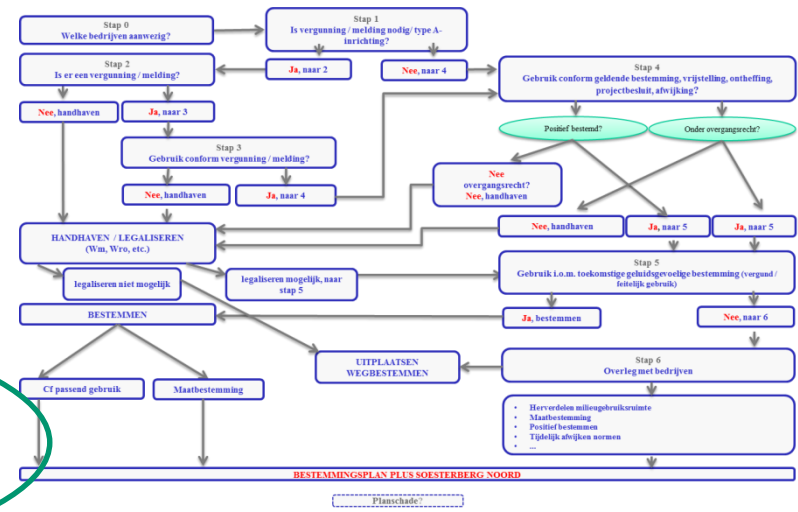 Stap 0
Welke bedrijven aanwezig?
Stap 1
Is vergunning / melding nodig/ type A-
inrichting?
Stap 2
Is er een vergunning / melding?
Ja, naar 2
Nee, naar 4
Stap 4
Gebruik conform geldende bestemming, vrijstelling, ontheffing,
projectbesluit, afwijking?
Nee, handhaven
Ja, naar 3
Positief bestemd?
Onder overgangsrecht?
Stap 3
Gebruik conform vergunning / melding?
Nee
overgangsrecht?
Nee, handhaven
Nee, handhaven
Ja, naar 4
Nee, handhaven
Ja, naar 5
Ja, naar 5
HANDHAVEN / LEGALISEREN
(Wm, Wro, etc.)
Stap 5
Gebruik i.o.m. toekomstige geluidsgevoelige bestemming (vergund /
feitelijk gebruik)
legaliseren niet mogelijk
legaliseren mogelijk, naar
stap 5
BESTEMMEN
Ja, bestemmen
Nee, naar 6
UITPLAATSEN
WEGBESTEMMEN
Stap 6
Overleg met bedrijven
Cf passend gebruik
Maatbestemming
• Herverdelen milieugebruiksruimte
• Maatbestemming
• Positief bestemmen
• Tijdelijk afwijken normen
• ...
BESTEMMINGSPLAN PLUS SOESTERBERG NOORD
Planschade?